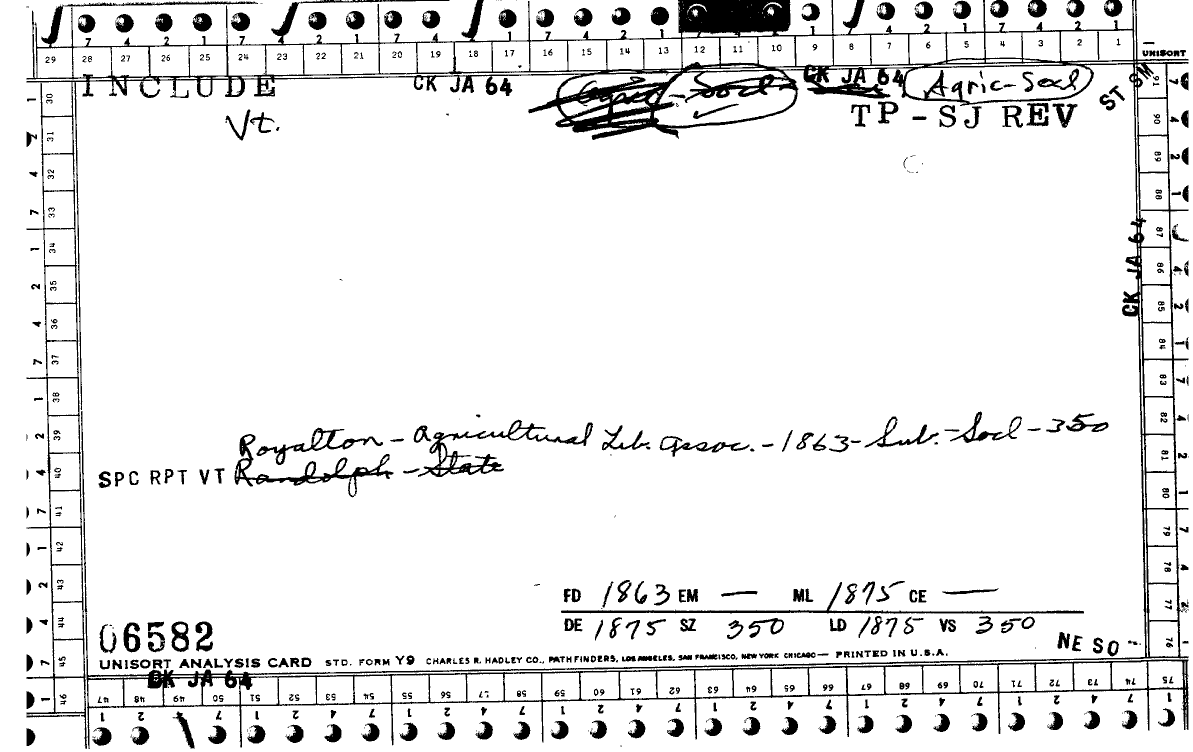 7 4 2 1 7 4 2 1 7 4 2 1 1 7 4 2 1 7 4 2 1
29 28 27 26 25 24 23 22 21 20 19 18 17 16 15 14 13 12 11 10 9 8 7 6 5 4 3 2 1 UNISORT
INCLUDE CK JA 64 Agric-Socl CK JA 64 Agric-Socl ST SM
Vt. TP-SJ REV
CK JA 64
Royalton - Agricultural Lib. Assoc. - 1863 - Sub. - Socl - 350
SPC RPT VT Randolph - State
FD 1863 EM — ML 1875 CE —
DE 1875 SZ 350 LD 1875 VS 350
06582 NE SO
UNISORT ANALYSIS CARD STD. FORM Y9 CHARLES R. HADLEY CO., PATHFINDERS, LOS ANGELES, SAN FRANCISCO, NEW YORK CHICAGO — PRINTED IN U.S.A.
CK JA 64
47 48 49 50 51 52 53 54 55 56 57 58 59 60 61 62 63 64 65 66 67 68 69 70 71 72 73 74 75
1 2 7 1 2 4 7 1 2 4 7 1 2 4 7 1 2 4 7 1 2 4 7 1 2 4 7 1
30 31 32 33 34 35 36 37 38 39 40 41 42 43 44 45 46
1 2 4 7 1 2 4 7 1 2 4 7 1 2 4 7 1
91 90 89 88 87 86 85 84 83 82 81 80 79 78 77 76